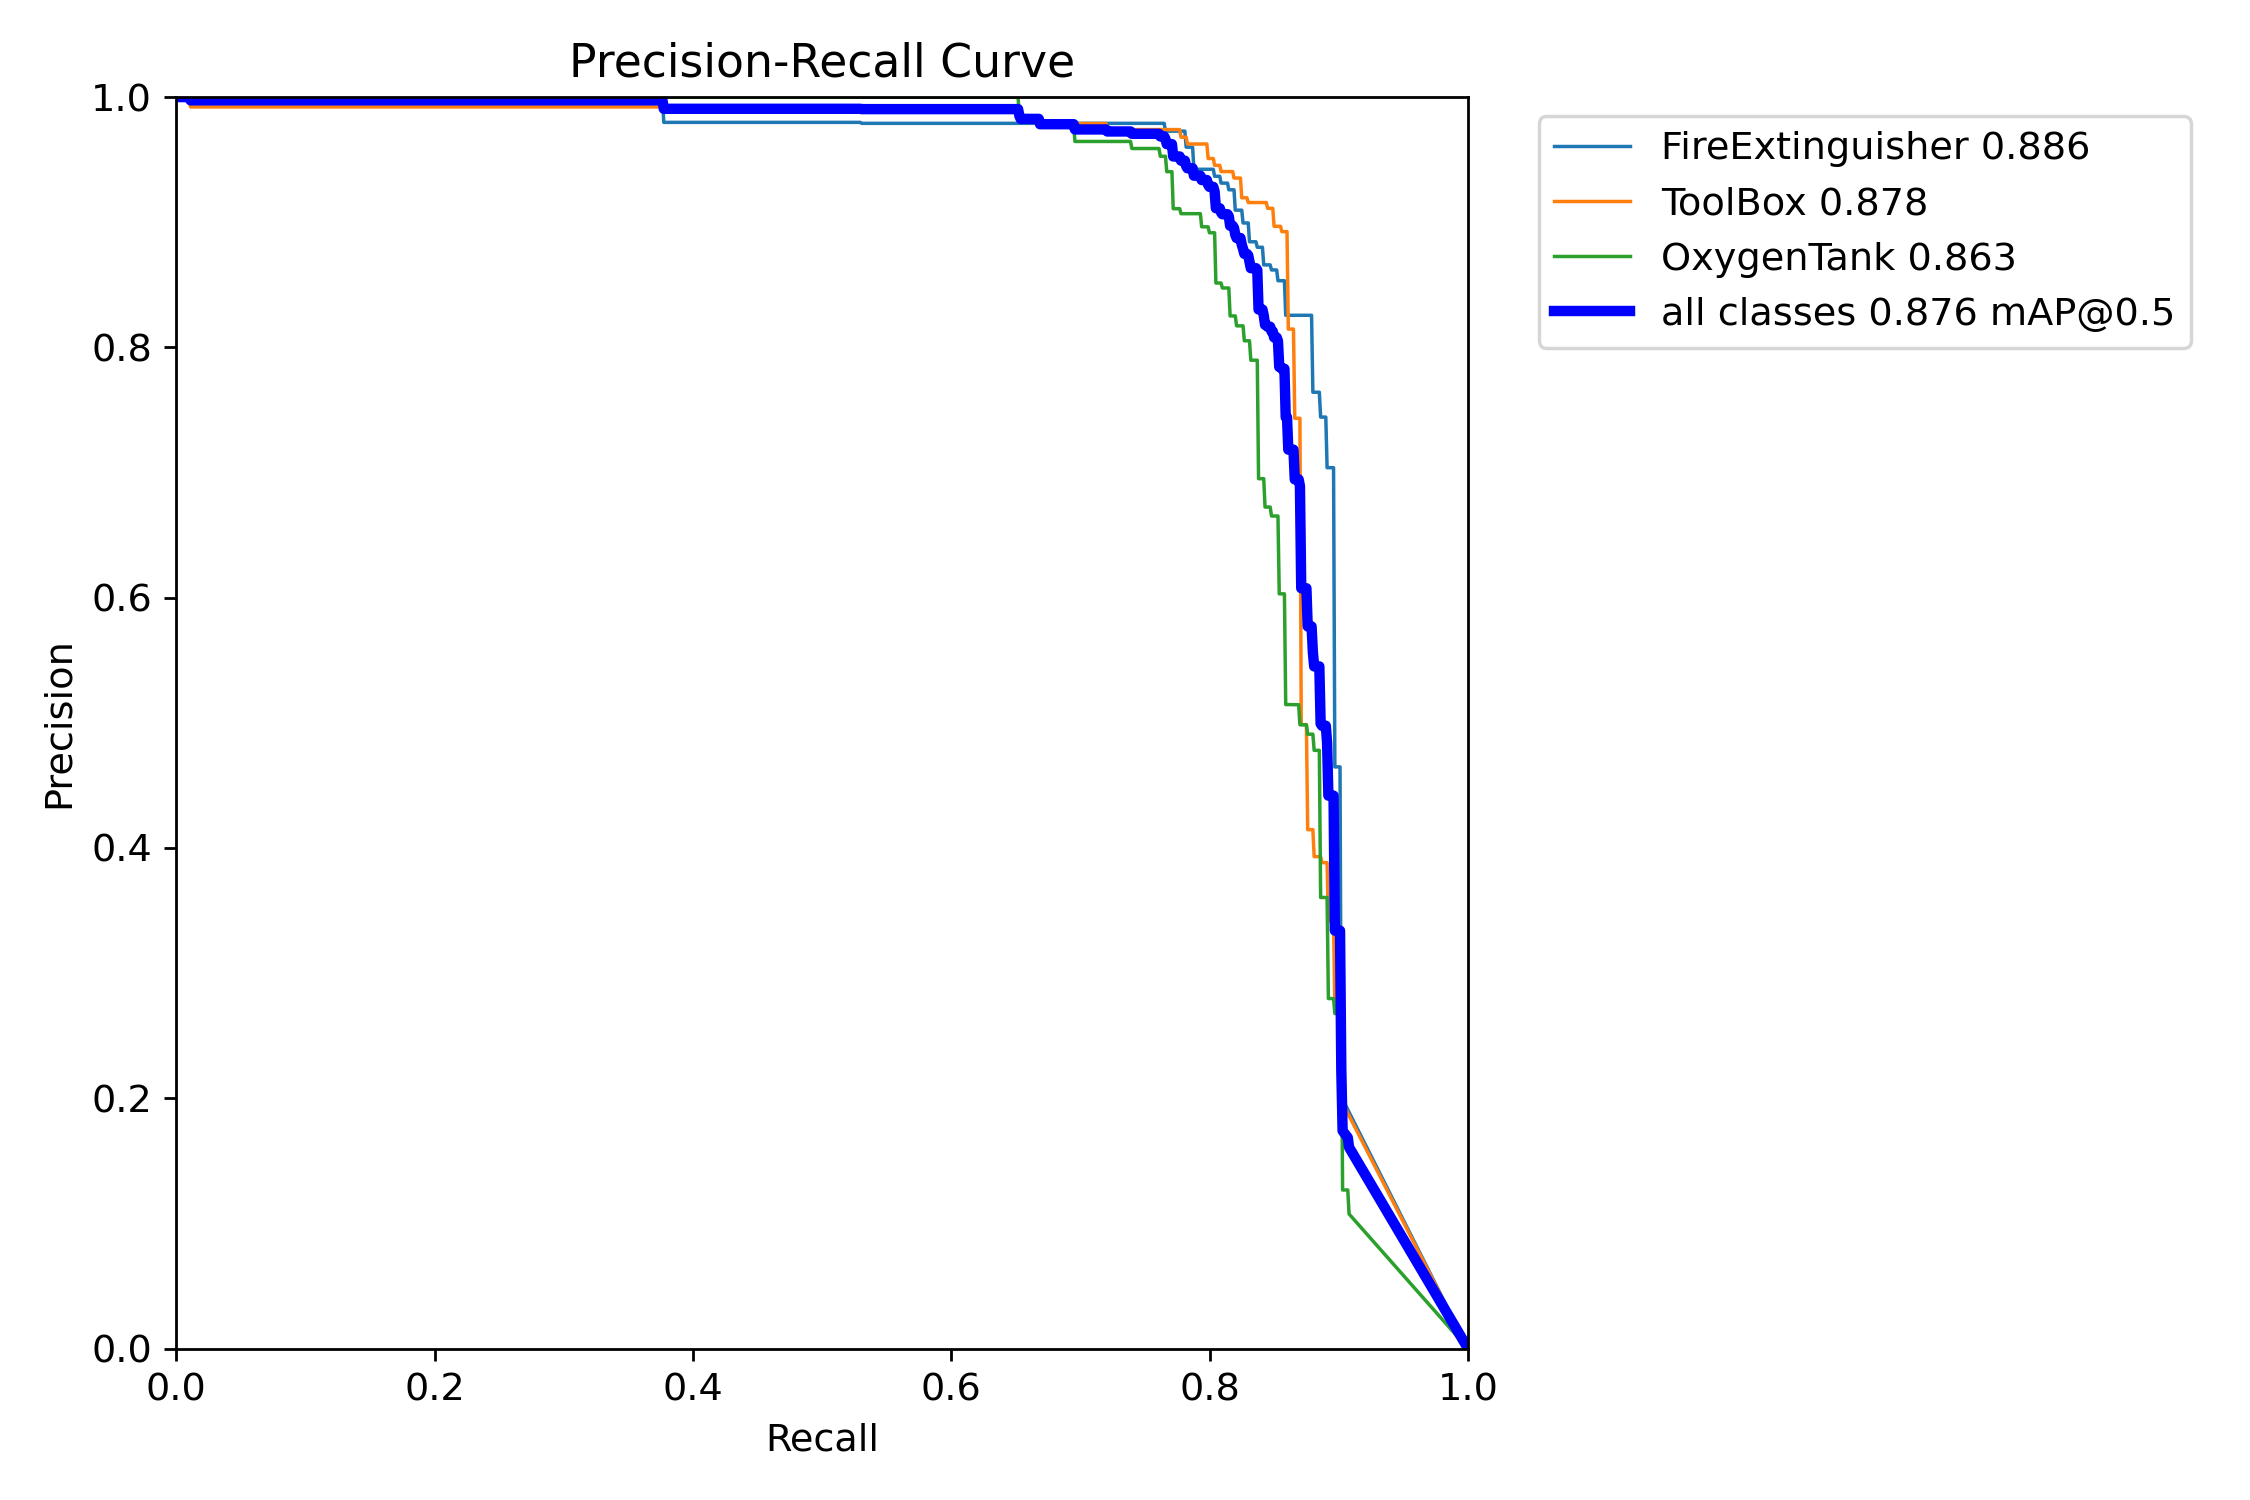 Precision-Recall Curve
1.0
0.8
0.6
0.4
0.2
0.0
Precision
0.0 0.2 0.4 0.6 0.8 1.0
Recall
FireExtinguisher 0.886
ToolBox 0.878
OxygenTank 0.863
all classes 0.876 mAP@0.5